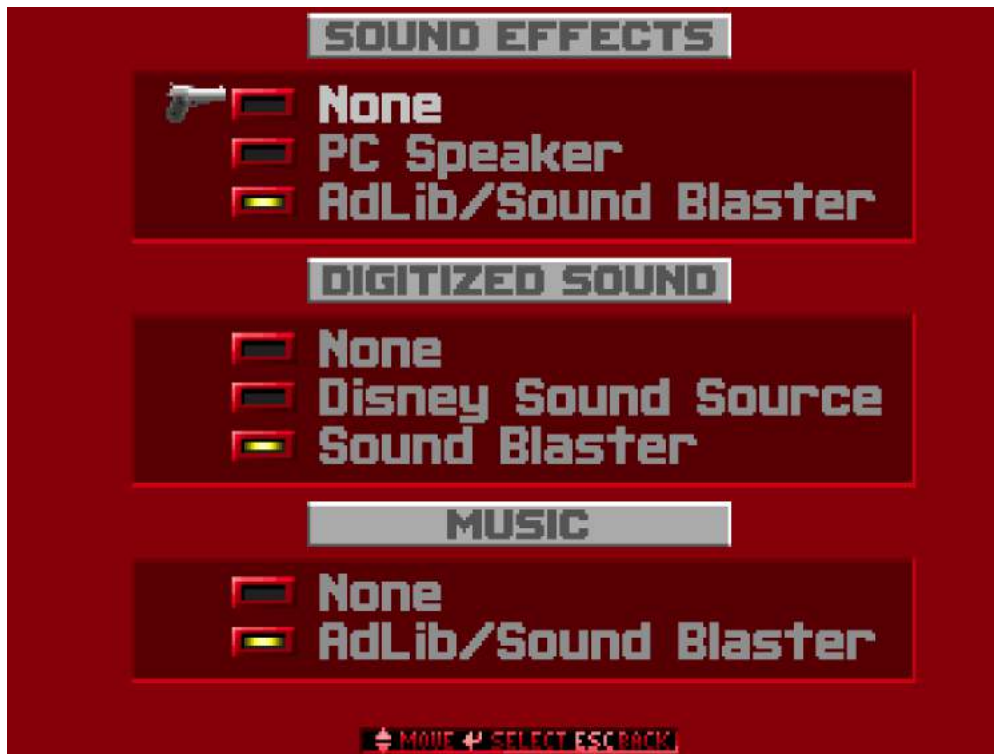 SOUND EFFECTS
None
PC Speaker
AdLib/Sound Blaster
DIGITIZED SOUND
None
Disney Sound Source
Sound Blaster
MUSIC
None
AdLib/Sound Blaster
MOVE SELECT ESC BACK